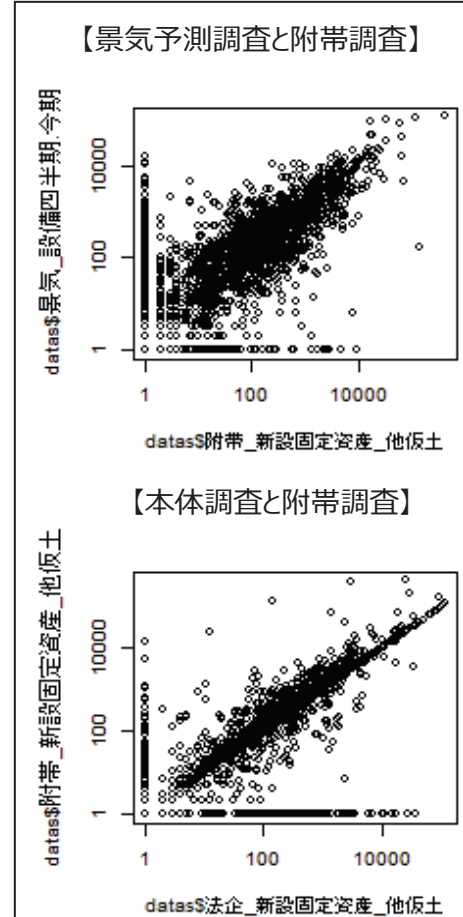 【景気予測調査と附帯調査】
datas$景気_設備四半期.今期
10000
100
1
1 100 10000
datas$附帯_新設固定資産_他仮土
【本体調査と附帯調査】
datas$附帯_新設固定資産_他仮土
10000
100
1
1 100 10000
datas$法企_新設固定資産_他仮土